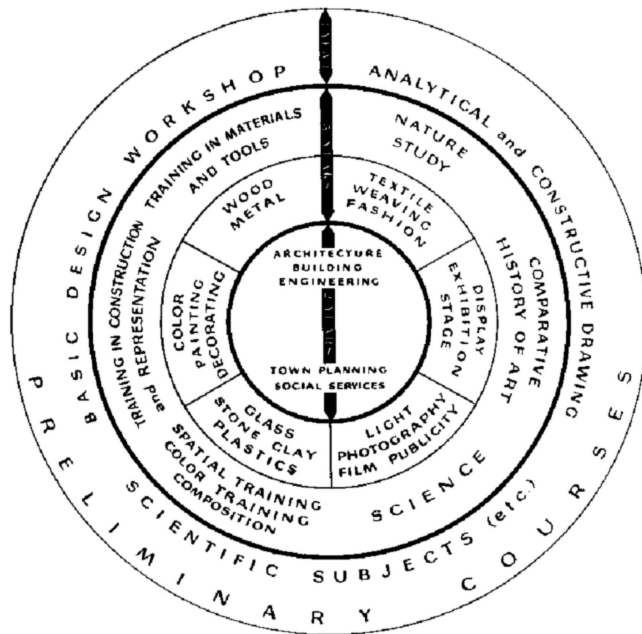 BASIC DESIGN WORKSHOP
ANALYTICAL and CONSTRUCTIVE DRAWING
SCIENTIFIC SUBJECTS (etc.)
PRELIMINARY COURSES
TRAINING IN MATERIALS
AND TOOLS
NATURE
STUDY
COMPARATIVE
HISTORY OF ART
SCIENCE
SPATIAL TRAINING
COLOR TRAINING
COMPOSITION
TRAINING IN CONSTRUCTION
and REPRESENTATION
WOOD
METAL
TEXTILE
WEAVING
FASHION
DISPLAY
EXHIBITION
STAGE
LIGHT
PHOTOGRAPHY
FILM PUBLICITY
GLASS
STONE CLAY
PLASTICS
COLOR
PAINTING
DECORATING
ARCHITECTURE
BUILDING
ENGINEERING
TOWN PLANNING
SOCIAL SERVICES